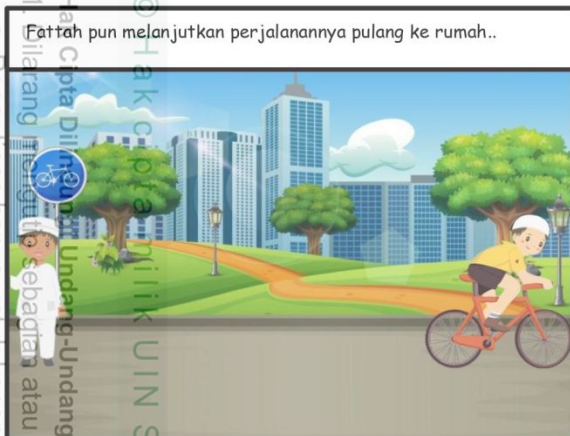 Fattah pun melanjutkan perjalanannya pulang ke rumah..
© Hak cipta milik UIN S
Hak Cipta Dilindungi Undang-Undang
1. Dilarang mengutip sebagian atau